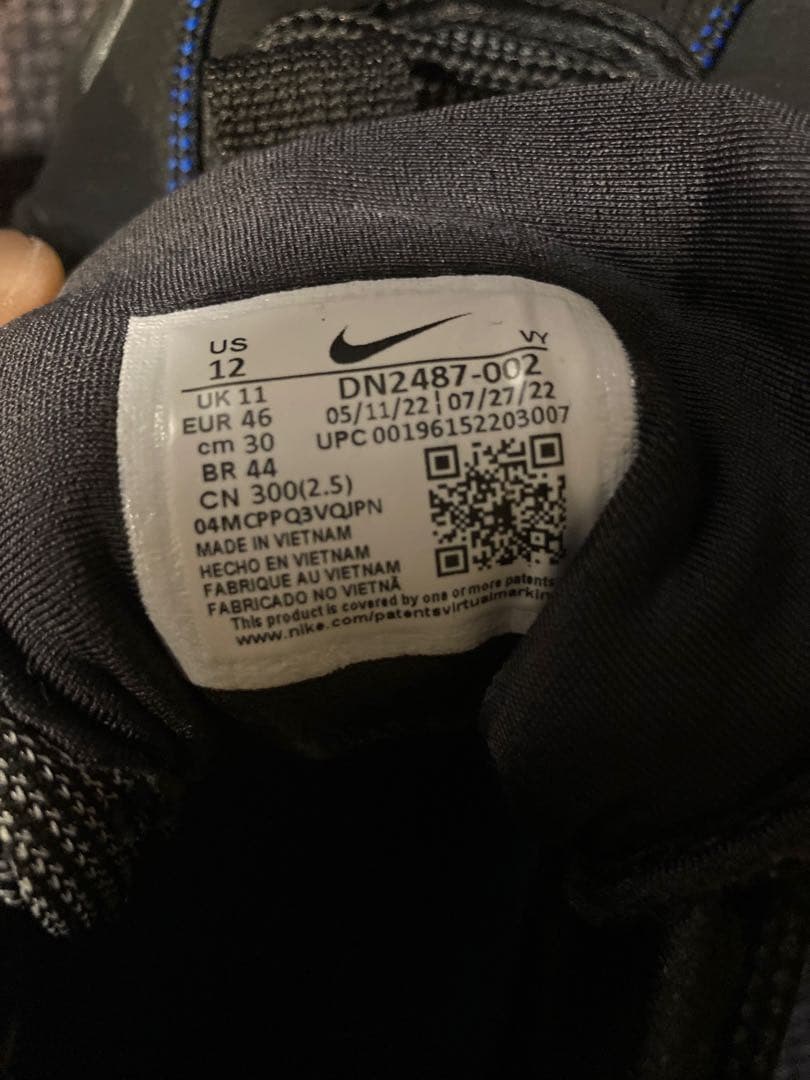 US
12
VY
UK 11
EUR 46
cm 30
BR 44
CN 300(2.5)
DN2487-002
05/11/22 | 07/27/22
UPC 00196152203007
04MCPPQ3VQJPN
MADE IN VIETNAM
HECHO EN VIETNAM
FABRIQUE AU VIETNAM
FABRICADO NO VIETNÃ
This product is covered by one or more patents
www.nike.com/patentsvirtualmarkin